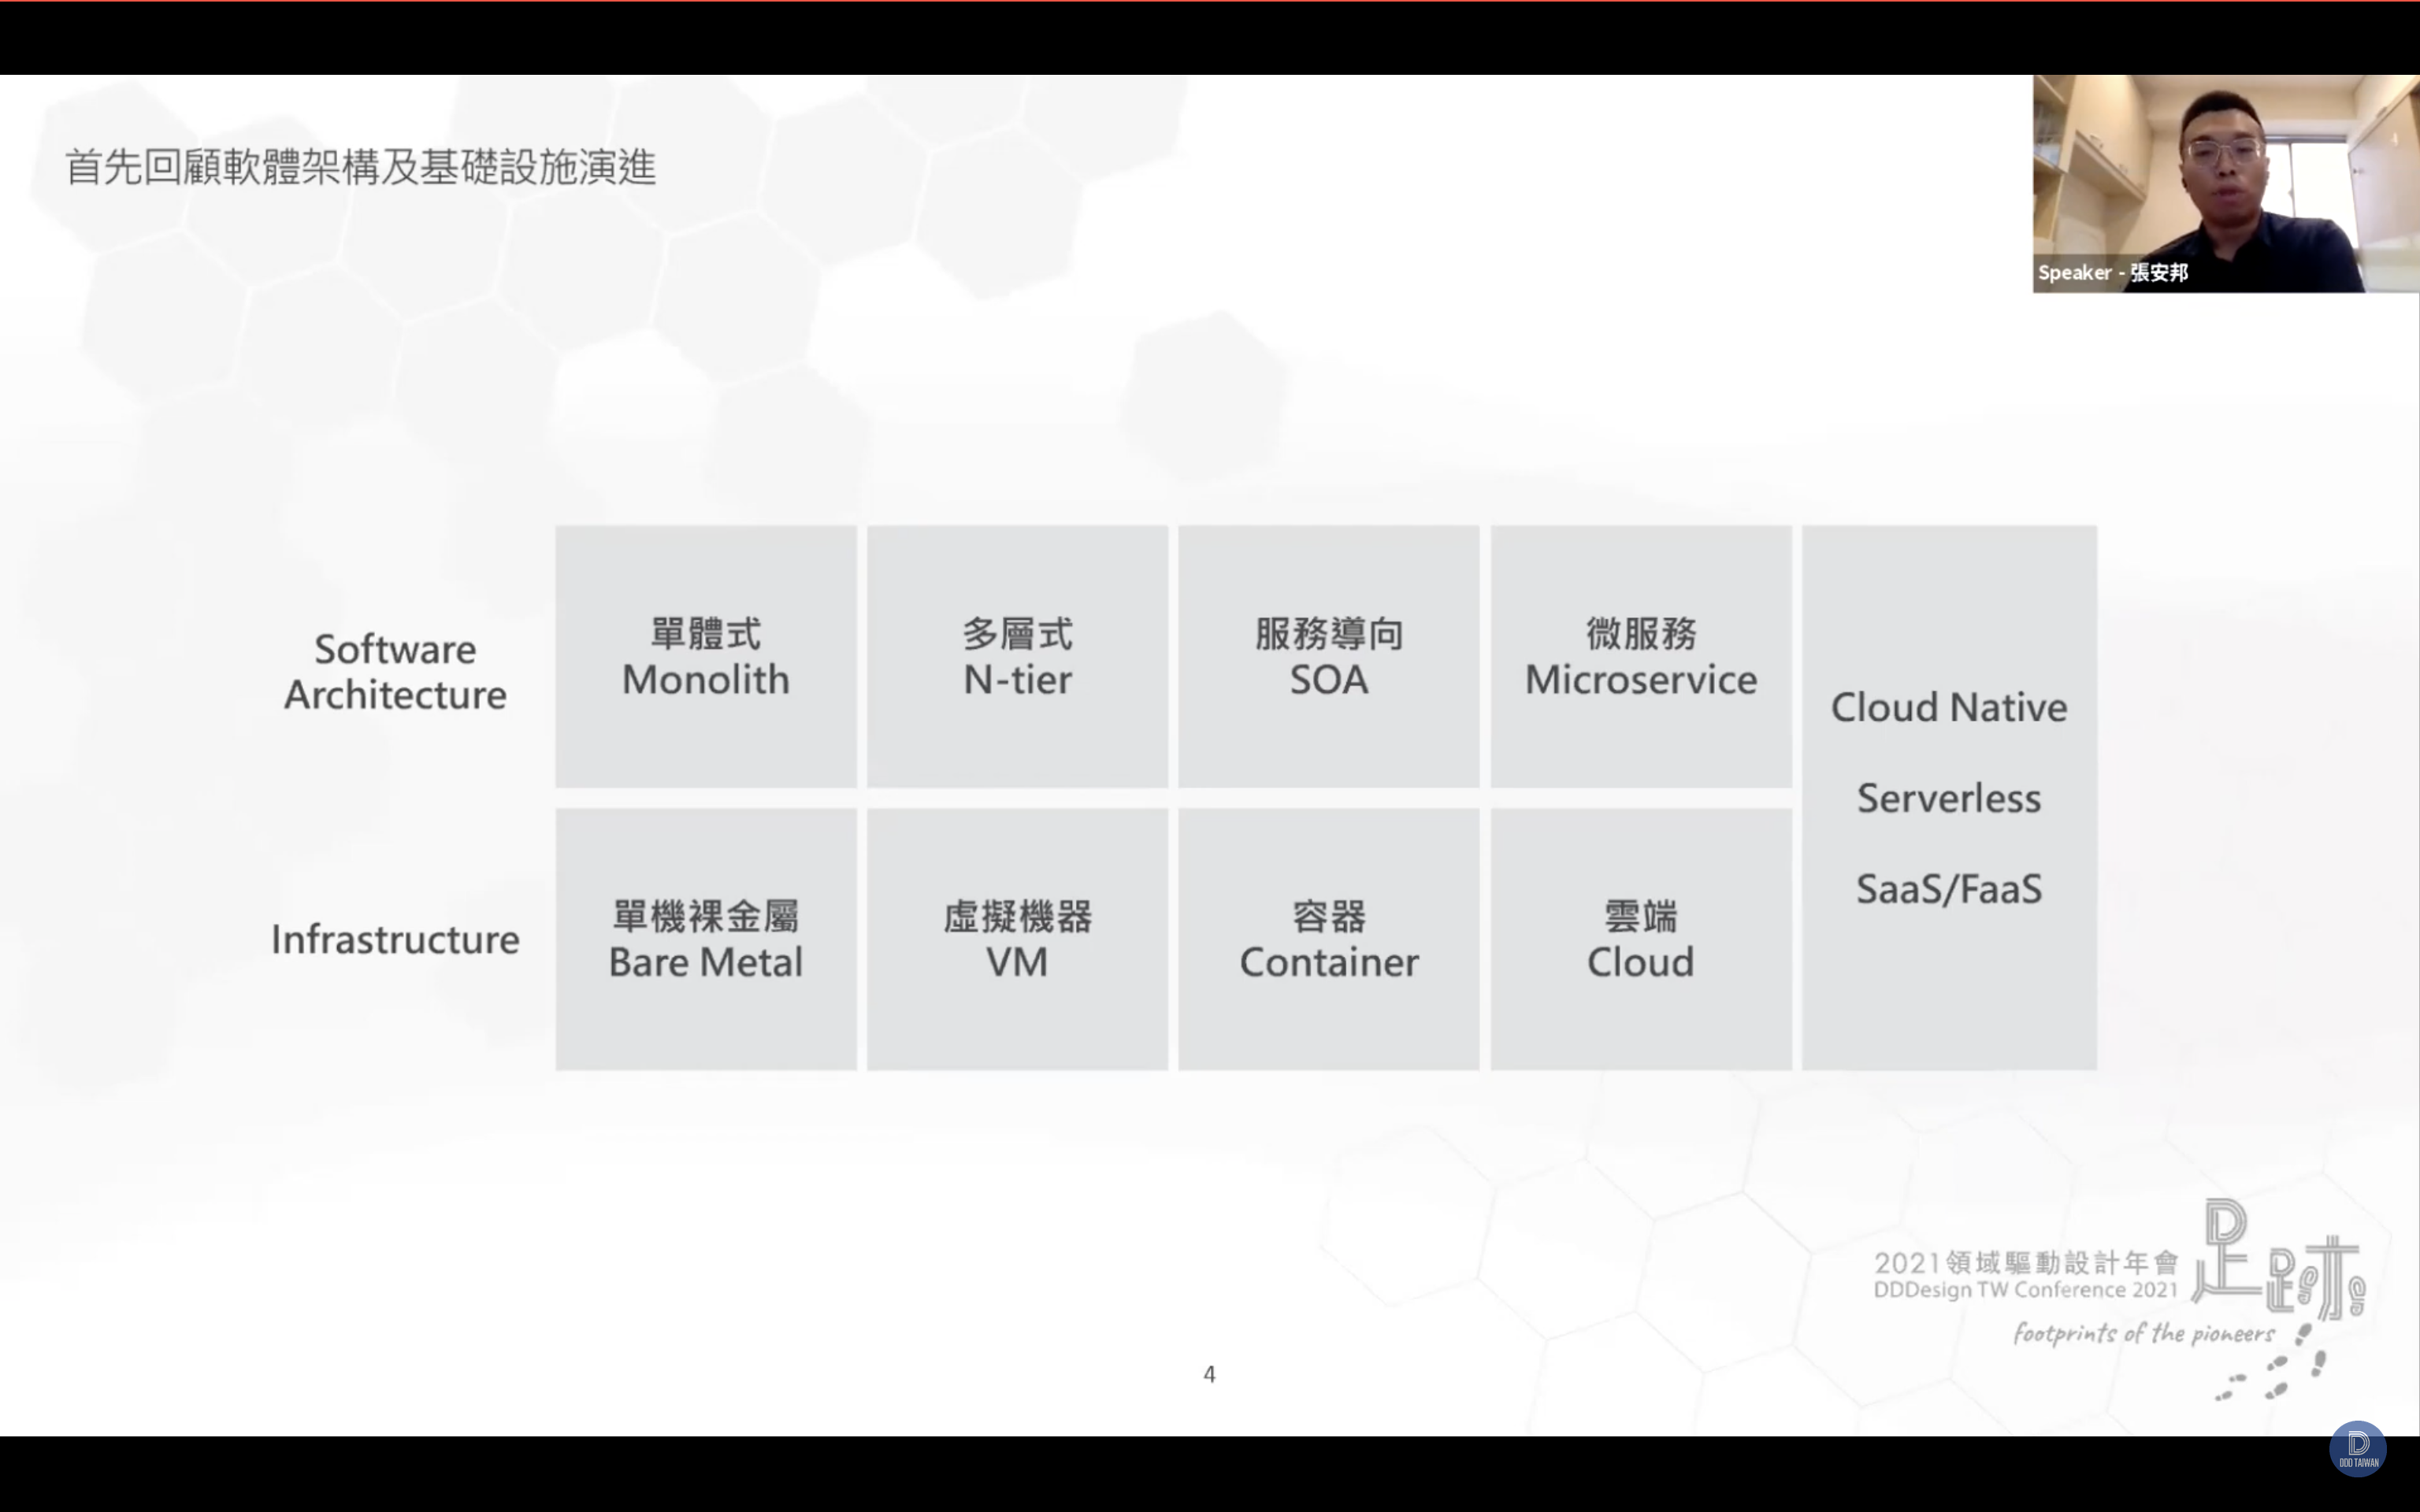 首先回顧軟體架構及基礎設施演進
Speaker - 張安邦
Software
Architecture
單體式
Monolith
多層式
N-tier
服務導向
SOA
微服務
Microservice
Cloud Native
Serverless
SaaS/FaaS
Infrastructure
單機裸金屬
Bare Metal
虛擬機器
VM
容器
Container
雲端
Cloud
2021領域驅動設計年會
DDDesign TW Conference 2021
足跡
footprints of the pioneers
4
DDD TAIWAN